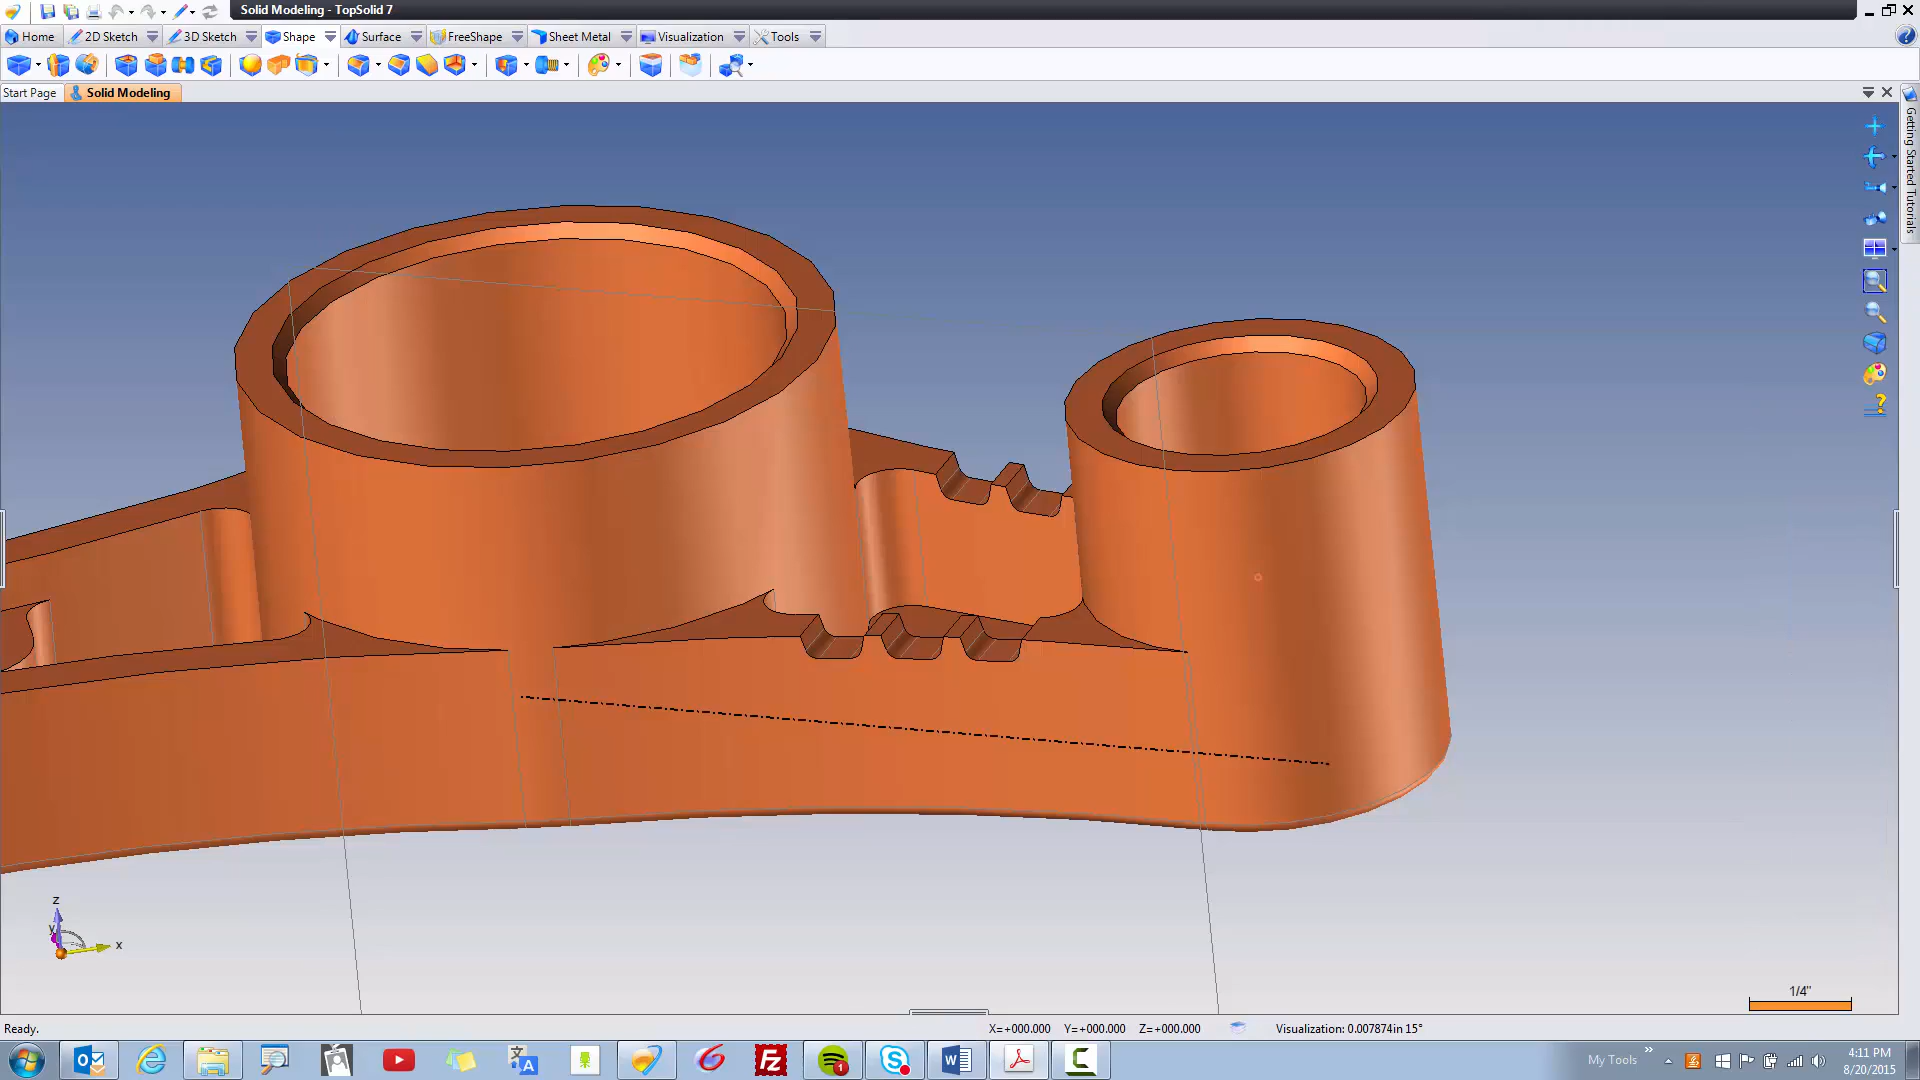 Solid Modeling - TopSolid 7
Home 2D Sketch 3D Sketch Shape Surface FreeShape Sheet Metal Visualization Tools
Start Page Solid Modeling
Getting Started Tutorials
z
y
x
1/4"
Ready. X=+000.000 Y=+000.000 Z=+000.000 Visualization: 0.007874in 15°
My Tools » 4:11 PM
8/20/2015